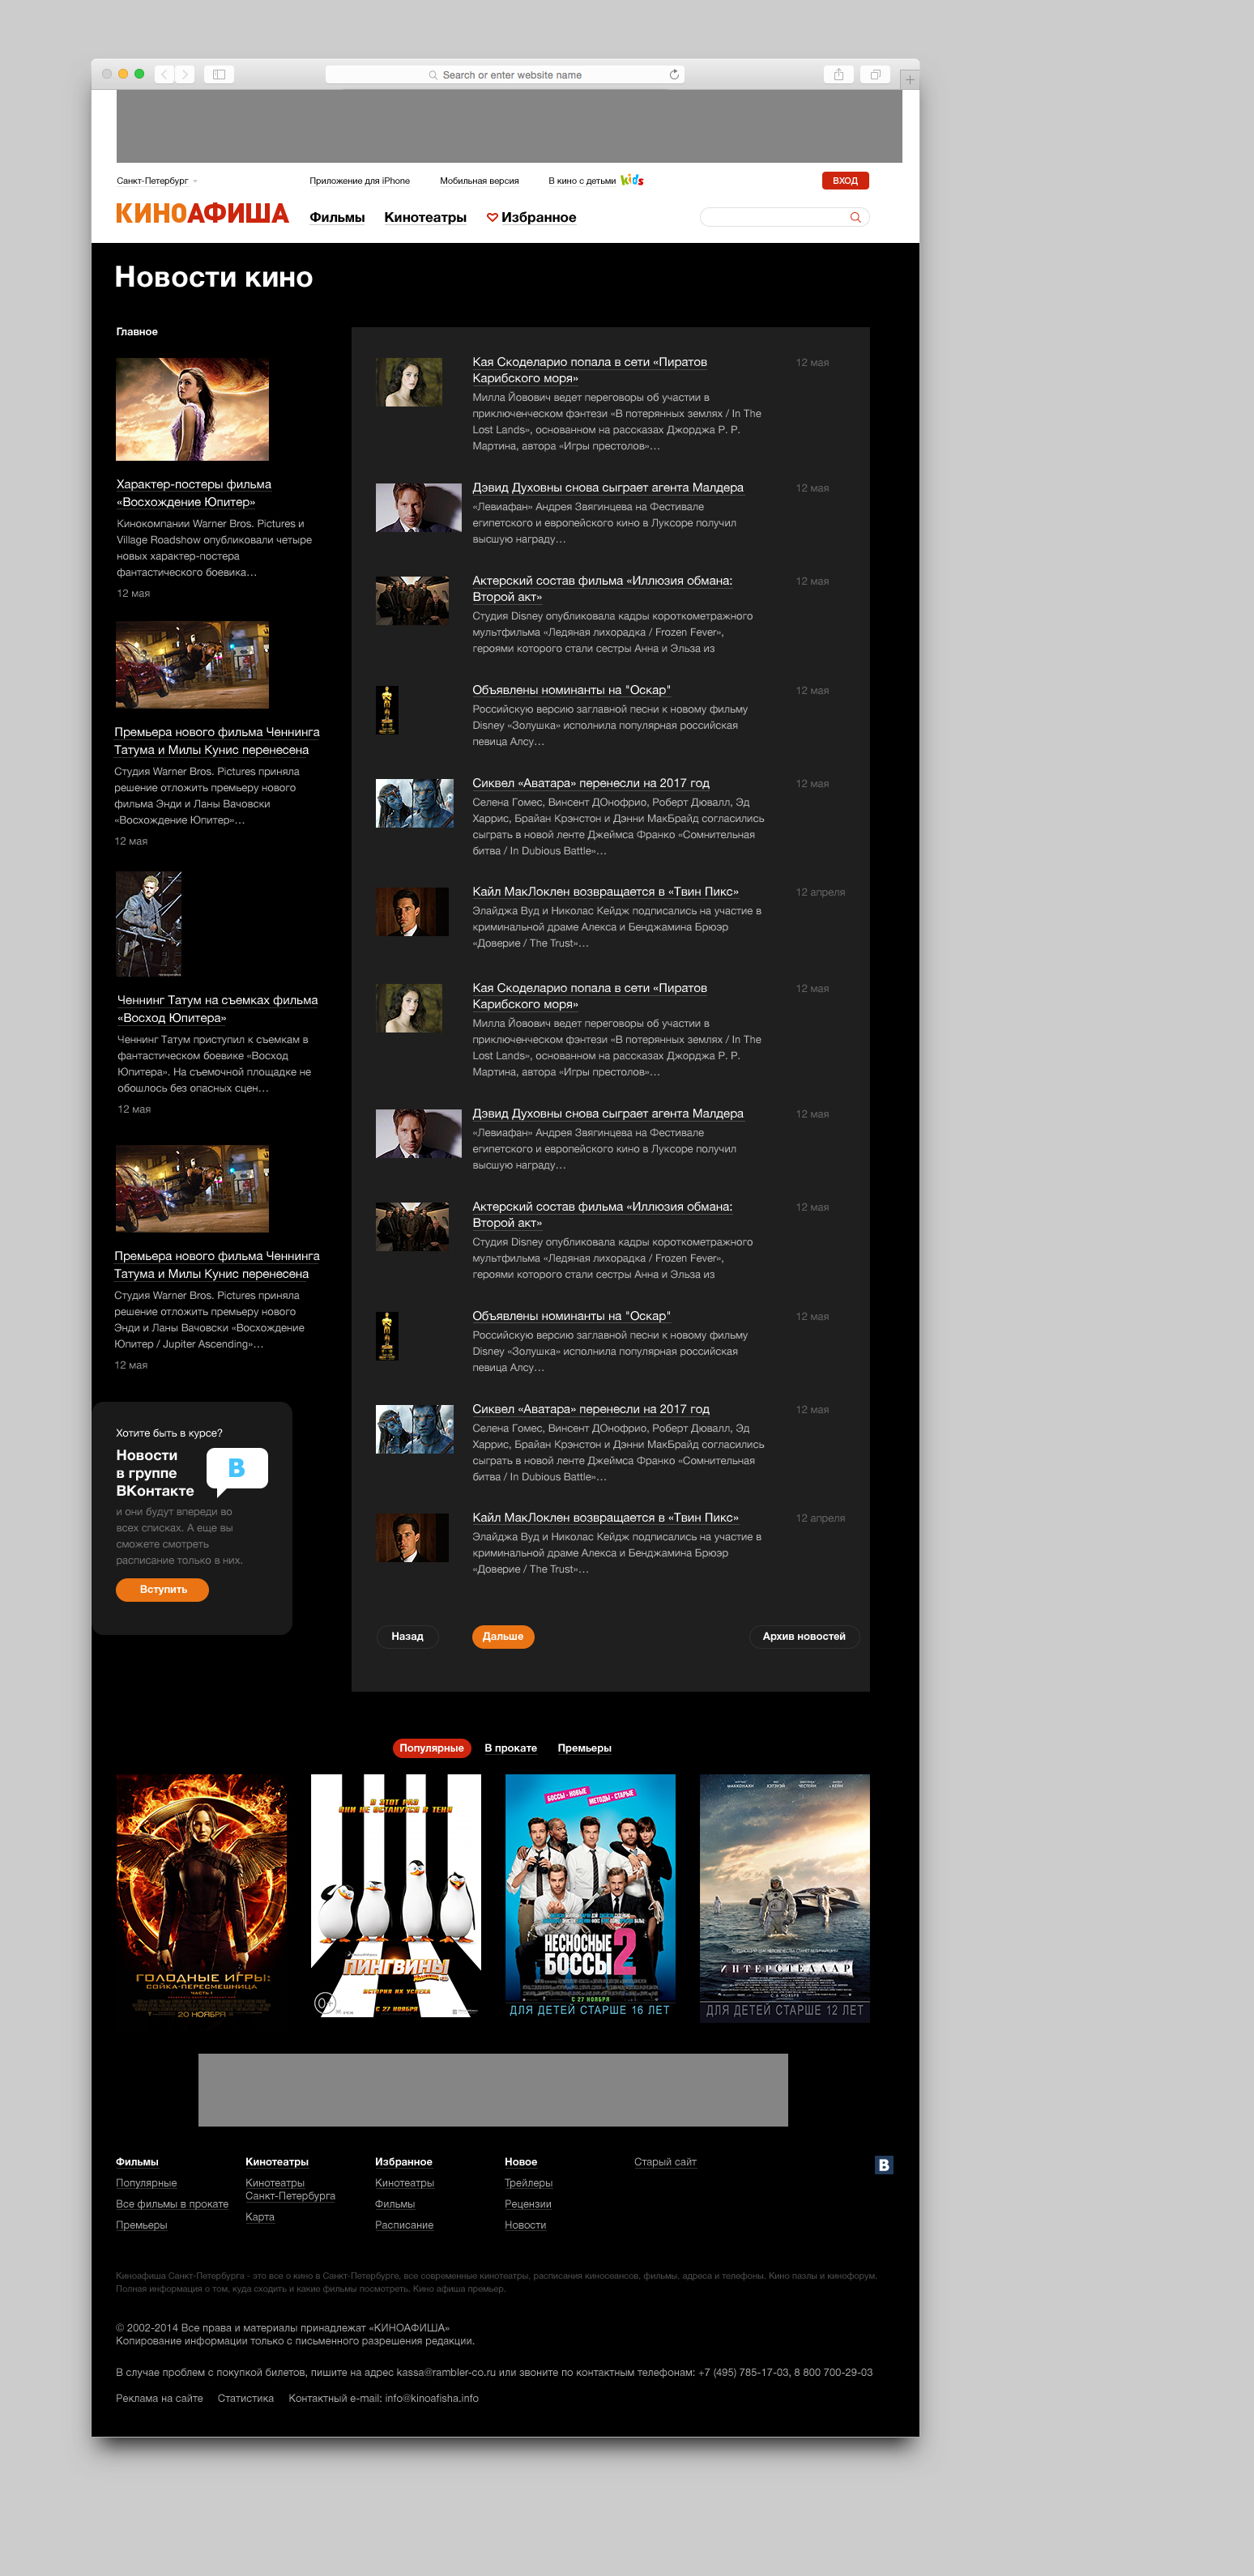 Search or enter website name
Санкт-Петербург
Приложение для iPhone
Мобильная версия
В кино с детьми kids
ВХОД
КИНОАФИША
Фильмы
Кинотеатры
Избранное
Новости кино
Главное
Характер-постеры фильма
«Восхождение Юпитер»
Кинокомпании Warner Bros. Pictures и
Village Roadshow опубликовали четыре
новых характер-постера
фантастического боевика…
12 мая
Премьера нового фильма Ченнинга
Татума и Милы Кунис перенесена
Студия Warner Bros. Pictures приняла
решение отложить премьеру нового
фильма Энди и Ланы Вачовски
«Восхождение Юпитер»…
12 мая
Ченнинг Татум на съемках фильма
«Восход Юпитера»
Ченнинг Татум приступил к съемкам в
фантастическом боевике «Восход
Юпитера». На съемочной площадке не
обошлось без опасных сцен…
12 мая
Премьера нового фильма Ченнинга
Татума и Милы Кунис перенесена
Студия Warner Bros. Pictures приняла
решение отложить премьеру нового
Энди и Ланы Вачовски «Восхождение
Юпитер / Jupiter Ascending»…
12 мая
Хотите быть в курсе?
Новости
в группе
ВКонтакте
В
и они будут впереди во
всех списках. А еще вы
сможете смотреть
расписание только в них.
Вступить
Кая Скоделарио попала в сети «Пиратов
Карибского моря»
12 мая
Милла Йовович ведет переговоры об участии в
приключенческом фэнтези «В потерянных землях / In The
Lost Lands», основанном на рассказах Джорджа Р. Р.
Мартина, автора «Игры престолов»…
Дэвид Духовны снова сыграет агента Малдера
12 мая
«Левиафан» Андрея Звягинцева на Фестивале
египетского и европейского кино в Луксоре получил
высшую награду…
Актерский состав фильма «Иллюзия обмана:
Второй акт»
12 мая
Студия Disney опубликовала кадры короткометражного
мультфильма «Ледяная лихорадка / Frozen Fever»,
героями которого стали сестры Анна и Эльза из
Объявлены номинанты на "Оскар"
12 мая
Российскую версию заглавной песни к новому фильму
Disney «Золушка» исполнила популярная российская
певица Алсу…
Сиквел «Аватара» перенесли на 2017 год
12 мая
Селена Гомес, Винсент ДОнофрио, Роберт Дювалл, Эд
Харрис, Брайан Крэнстон и Дэнни МакБрайд согласились
сыграть в новой ленте Джеймса Франко «Сомнительная
битва / In Dubious Battle»…
Кайл МакЛоклен возвращается в «Твин Пикс»
12 апреля
Элайджа Вуд и Николас Кейдж подписались на участие в
криминальной драме Алекса и Бенджамина Брюэр
«Доверие / The Trust»…
Кая Скоделарио попала в сети «Пиратов
Карибского моря»
12 мая
Милла Йовович ведет переговоры об участии в
приключенческом фэнтези «В потерянных землях / In The
Lost Lands», основанном на рассказах Джорджа Р. Р.
Мартина, автора «Игры престолов»…
Дэвид Духовны снова сыграет агента Малдера
12 мая
«Левиафан» Андрея Звягинцева на Фестивале
египетского и европейского кино в Луксоре получил
высшую награду…
Актерский состав фильма «Иллюзия обмана:
Второй акт»
12 мая
Студия Disney опубликовала кадры короткометражного
мультфильма «Ледяная лихорадка / Frozen Fever»,
героями которого стали сестры Анна и Эльза из
Объявлены номинанты на "Оскар"
12 мая
Российскую версию заглавной песни к новому фильму
Disney «Золушка» исполнила популярная российская
певица Алсу…
Сиквел «Аватара» перенесли на 2017 год
12 мая
Селена Гомес, Винсент ДОнофрио, Роберт Дювалл, Эд
Харрис, Брайан Крэнстон и Дэнни МакБрайд согласились
сыграть в новой ленте Джеймса Франко «Сомнительная
битва / In Dubious Battle»…
Кайл МакЛоклен возвращается в «Твин Пикс»
12 апреля
Элайджа Вуд и Николас Кейдж подписались на участие в
криминальной драме Алекса и Бенджамина Брюэр
«Доверие / The Trust»…
Назад
Дальше
Архив новостей
Популярные
В прокате
Премьеры
ГОЛОДНЫЕ ИГРЫ:
СОЙКА-ПЕРЕСМЕШНИЦА
ЧАСТЬ I
20 НОЯБРЯ
В ЭТОТ РАЗ
ОНИ НЕ ОСТАНУТСЯ В ТЕНИ
ПИНГВИНЫ
ИСТОРИЯ ИХ УСПЕХА
0+
С 27 НОЯБРЯ
БОССЫ - НОВЫЕ
МЕТОДЫ - СТАРЫЕ
НЕСНОСНЫЕ
БОССЫ 2
С 27 НОЯБРЯ
ДЛЯ ДЕТЕЙ СТАРШЕ 16 ЛЕТ
МАККОНАХИ
ХЭТЭУЭЙ
ЧЕСТЕЙН
КЕЙН
ИНТЕРСТЕЛЛАР
С 6 НОЯБРЯ
ДЛЯ ДЕТЕЙ СТАРШЕ 12 ЛЕТ
Фильмы
Популярные
Все фильмы в прокате
Премьеры
Кинотеатры
Кинотеатры
Санкт-Петербурга
Карта
Избранное
Кинотеатры
Фильмы
Расписание
Новое
Трейлеры
Рецензии
Новости
Старый сайт
В
Киноафиша Санкт-Петербурга - это все о кино в Санкт-Петербурге, все современные кинотеатры, расписания киносеансов, фильмы, адреса и телефоны. Кино пазлы и кинофорум.
Полная информация о том, куда сходить и какие фильмы посмотреть. Кино афиша премьер.
© 2002-2014 Все права и материалы принадлежат «КИНОАФИША»
Копирование информации только с письменного разрешения редакции.
В случае проблем с покупкой билетов, пишите на адрес kassa@rambler-co.ru или звоните по контактным телефонам: +7 (495) 785-17-03, 8 800 700-29-03
Реклама на сайте
Статистика
Контактный e-mail: info@kinoafisha.info